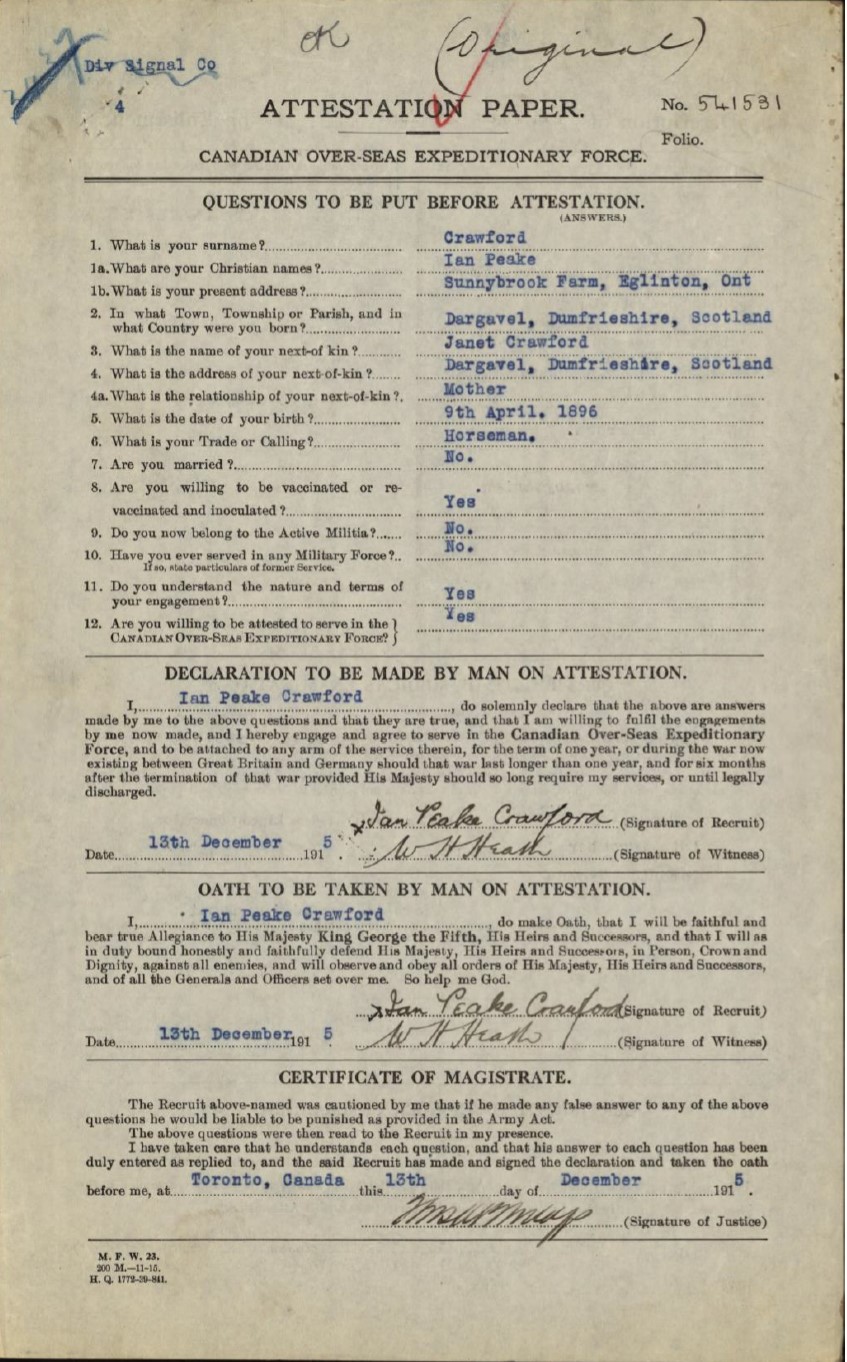 CK (Original)
Div Signal Co
4
ATTESTATION PAPER.
No. 541531
Folio.
CANADIAN OVER-SEAS EXPEDITIONARY FORCE.
QUESTIONS TO BE PUT BEFORE ATTESTATION.
(ANSWERS.)
1. What is your surname?.......... Crawford
1a. What are your Christian names?.......... Ian Peake
1b. What is your present address?.......... Sunnybrook Farm, Eglinton, Ont
2. In what Town, Township or Parish, and in
what Country were you born?.......... Dargavel, Dumfrieshire, Scotland
3. What is the name of your next-of kin?.......... Janet Crawford
4. What is the address of your next-of-kin?.......... Dargavel, Dumfrieshire, Scotland
4a. What is the relationship of your next-of-kin?. Mother
5. What is the date of your birth?.......... 9th April. 1896
6. What is your Trade or Calling?.......... Horseman.
7. Are you married?.......... No.
8. Are you willing to be vaccinated or re-
vaccinated and inoculated?.......... Yes
9. Do you now belong to the Active Militia?...... No.
10. Have you ever served in any Military Force?.. No.
If so, state particulars of former Service.
11. Do you understand the nature and terms of
your engagement?.......... Yes
12. Are you willing to be attested to serve in the } Yes
CANADIAN OVER-SEAS EXPEDITIONARY FORCE? }
DECLARATION TO BE MADE BY MAN ON ATTESTATION.
I, Ian Peake Crawford, do solemnly declare that the above are answers
made by me to the above questions and that they are true, and that I am willing to fulfil the engagements
by me now made, and I hereby engage and agree to serve in the Canadian Over-Seas Expeditionary
Force, and to be attached to any arm of the service therein, for the term of one year, or during the war now
existing between Great Britain and Germany should that war last longer than one year, and for six months
after the termination of that war provided His Majesty should so long require my services, or until legally
discharged.
x Ian Peake Crawford (Signature of Recruit)
Date 13th December 191 5. W H Heath (Signature of Witness)
OATH TO BE TAKEN BY MAN ON ATTESTATION.
I, Ian Peake Crawford, do make Oath, that I will be faithful and
bear true Allegiance to His Majesty King George the Fifth, His Heirs and Successors, and that I will as
in duty bound honestly and faithfully defend His Majesty, His Heirs and Successors, in Person, Crown and
Dignity, against all enemies, and will observe and obey all orders of His Majesty, His Heirs and Successors,
and of all the Generals and Officers set over me. So help me God.
x Ian Peake Crawford (Signature of Recruit)
Date 13th December 191 5 W H Heath (Signature of Witness)
CERTIFICATE OF MAGISTRATE.
The Recruit above-named was cautioned by me that if he made any false answer to any of the above
questions he would be liable to be punished as provided in the Army Act.
The above questions were then read to the Recruit in my presence.
I have taken care that he understands each question, and that his answer to each question has been
duly entered as replied to, and the said Recruit has made and signed the declaration and taken the oath
before me, at Toronto, Canada this 13th day of December 191 5.
(Signature of Justice)
M. F. W. 23.
200 M.—11-15.
H. Q. 1772-39-841.